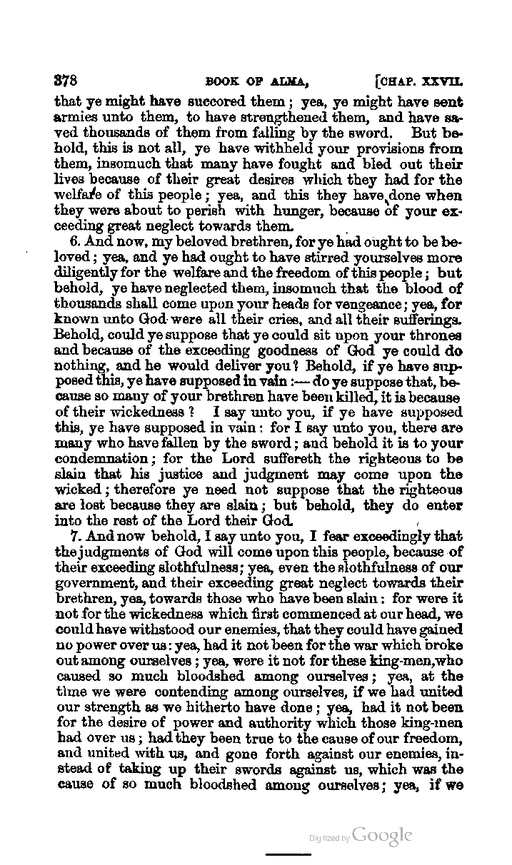 378 BOOK OF ALMA, [CHAP. XXVII.
that ye might have succored them; yea, ye might have sent
armies unto them, to have strengthened them, and have sa-
ved thousands of them from falling by the sword. But be-
hold, this is not all, ye have withheld your provisions from
them, insomuch that many have fought and bled out their
lives because of their great desires which they had for the
welfare of this people; yea, and this they have done when
they were about to perish with hunger, because of your ex-
ceeding great neglect towards them.
6. And now, my beloved brethren, for ye had ought to be be-
loved; yea, and ye had ought to have stirred yourselves more
diligently for the welfare and the freedom of this people; but
behold, ye have neglected them, insomuch that the blood of
thousands shall come upon your heads for vengeance; yea, for
known unto God were all their cries, and all their sufferings.
Behold, could ye suppose that ye could sit upon your thrones
and because of the exceeding goodness of God ye could do
nothing, and he would deliver you? Behold, if ye have sup-
posed this, ye have supposed in vain:—do ye suppose that, be-
cause so many of your brethren have been killed, it is because
of their wickedness? I say unto you, if ye have supposed
this, ye have supposed in vain: for I say unto you, there are
many who have fallen by the sword; and behold it is to your
condemnation; for the Lord suffereth the righteous to be
slain that his justice and judgment may come upon the
wicked; therefore ye need not suppose that the righteous
are lost because they are slain; but behold, they do enter
into the rest of the Lord their God.
7. And now behold, I say unto you, I fear exceedingly that
the judgments of God will come upon this people, because of
their exceeding slothfulness; yea, even the slothfulness of our
government, and their exceeding great neglect towards their
brethren, yea, towards those who have been slain: for were it
not for the wickedness which first commenced at our head, we
could have withstood our enemies, that they could have gained
no power over us: yea, had it not been for the war which broke
out among ourselves; yea, were it not for these king-men, who
caused so much bloodshed among ourselves; yea, at the
time we were contending among ourselves, if we had united
our strength as we hitherto have done; yea, had it not been
for the desire of power and authority which those king-men
had over us; had they been true to the cause of our freedom,
and united with us, and gone forth against our enemies, in-
stead of taking up their swords against us, which was the
cause of so much bloodshed among ourselves; yea, if we
Digitized by Google